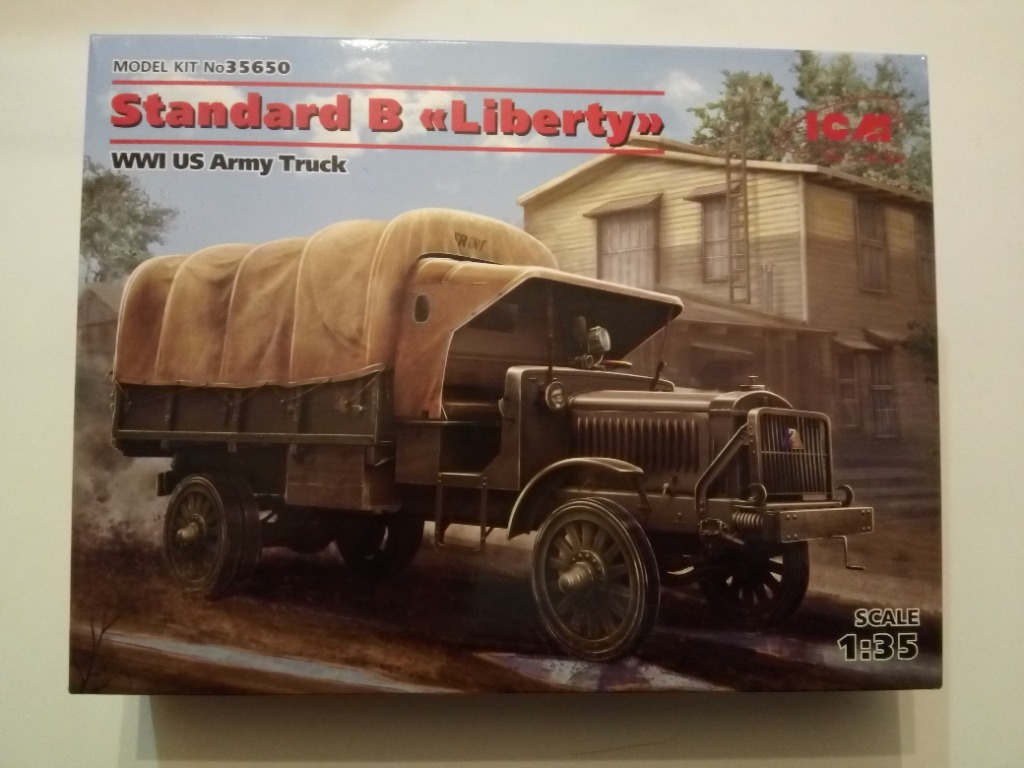 MODEL KIT No35650
Standard B «Liberty»
ICM
WWI US Army Truck
SCALE
1:35